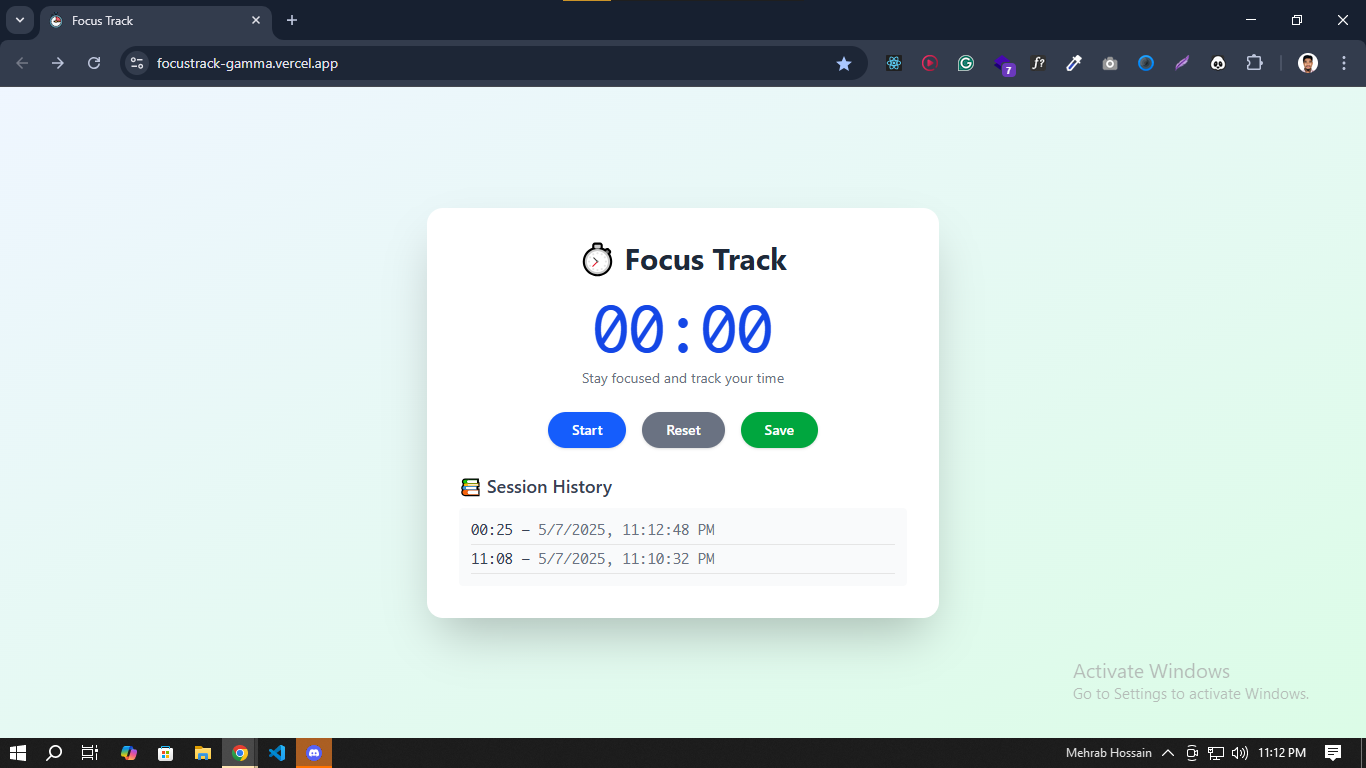 Focus Track
focustrack-gamma.vercel.app
7
f?
Focus Track
00:00
Stay focused and track your time
Start Reset Save
Session History
00:25 – 5/7/2025, 11:12:48 PM
11:08 – 5/7/2025, 11:10:32 PM
Activate Windows
Go to Settings to activate Windows.
Mehrab Hossain 11:12 PM